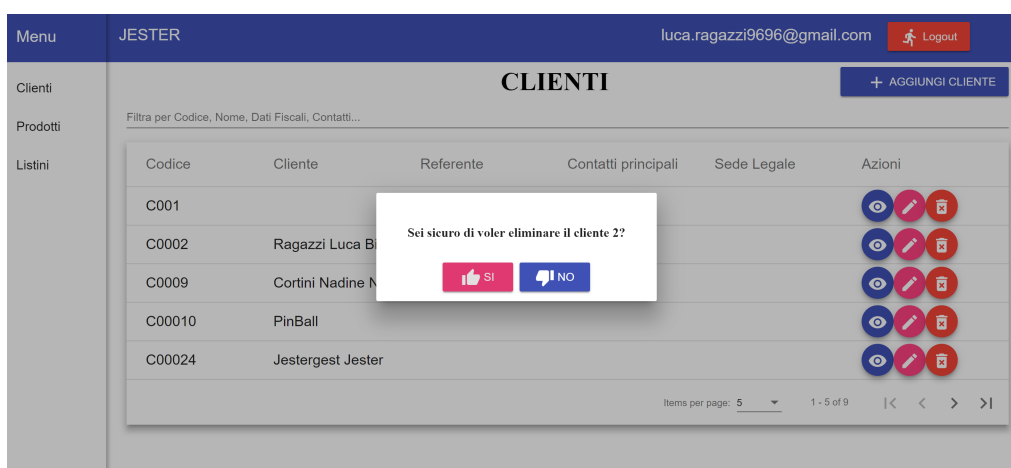 Menu
JESTER
luca.ragazzi9696@gmail.com
Logout
Clienti
Prodotti
Listini
CLIENTI
AGGIUNGI CLIENTE
Filtra per Codice, Nome, Dati Fiscali, Contatti...
Codice Cliente Referente Contatti principali Sede Legale Azioni
C001
C0002 Ragazzi Luca Bi
C0009 Cortini Nadine N
C00010 PinBall
C00024 Jestergest Jester
Sei sicuro di voler eliminare il cliente 2?
SI
NO
Items per page: 5 1 - 5 of 9